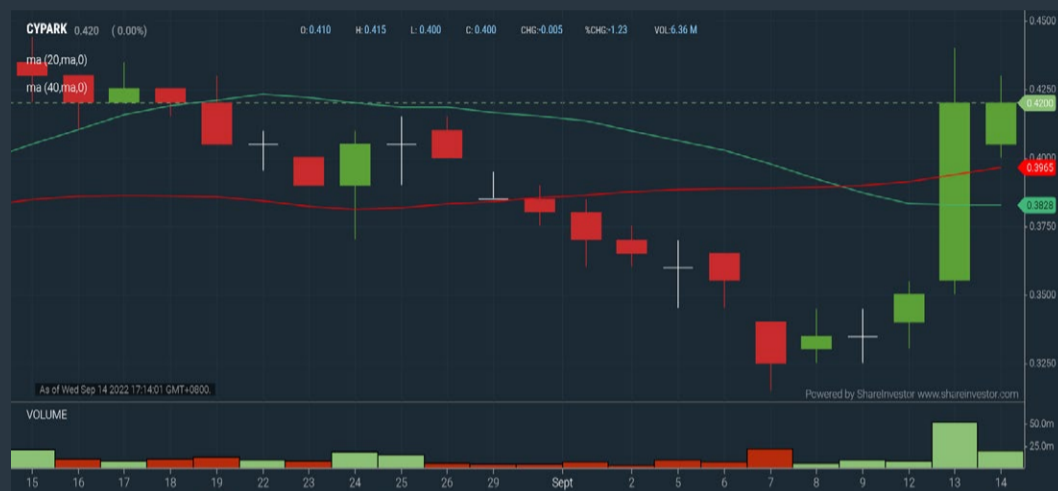 CYPARK 0.420 ( 0.00%) O: 0.410 H: 0.415 L: 0.400 C: 0.400 CHG:-0.005 %CHG:-1.23 VOL:6.36 M
ma (20,ma,0)
ma (40,ma,0)
0.4500
0.4250
0.4200
0.4000
0.3965
0.3828
0.3750
0.3500
0.3250
As of Wed Sep 14 2022 17:14:01 GMT+0800.
Powered by ShareInvestor www.shareinvestor.com
VOLUME
50.0m
25.0m
15 16 17 18 19 22 23 24 25 26 29 Sept 2 5 6 7 8 9 12 13 14